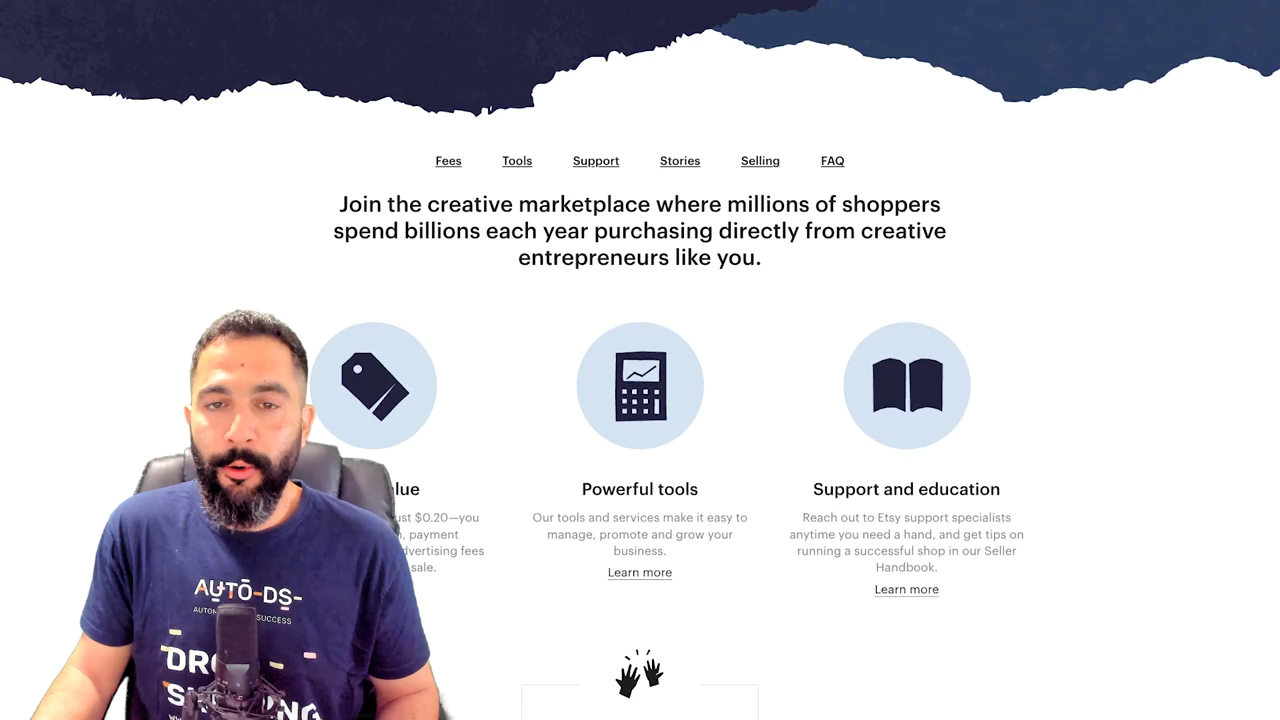 Fees Tools Support Stories Selling FAQ
Join the creative marketplace where millions of shoppers
spend billions each year purchasing directly from creative
entrepreneurs like you.
Powerful tools
Our tools and services make it easy to
manage, promote and grow your
business.
Learn more
Support and education
Reach out to Etsy support specialists
anytime you need a hand, and get tips on
running a successful shop in our Seller
Handbook.
Learn more
$0.20—you
payment
fees
sale.
AUTO-DS-
SUCCESS